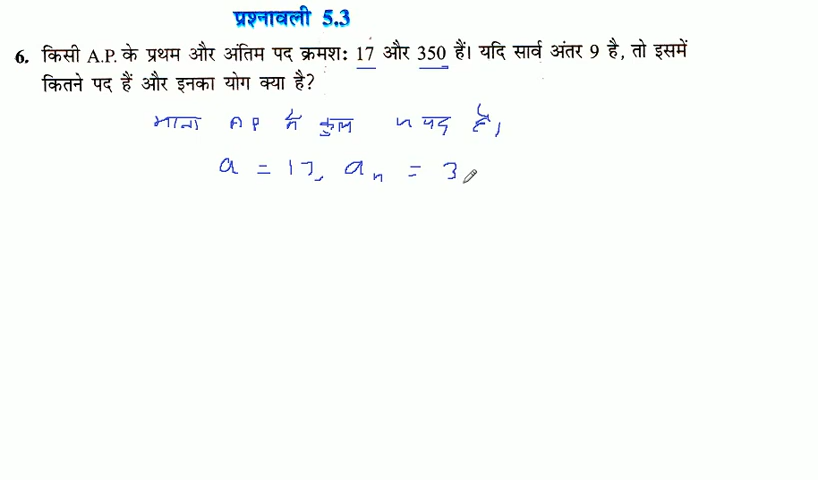 प्रश्नावली 5.3
6. किसी A.P. के प्रथम और अंतिम पद क्रमशः 17 और 350 हैं। यदि सार्व अंतर 9 है, तो इसमें
कितने पद हैं और इनका योग क्या है?
माना AP में कुल n पद है,
a = 17, an = 3